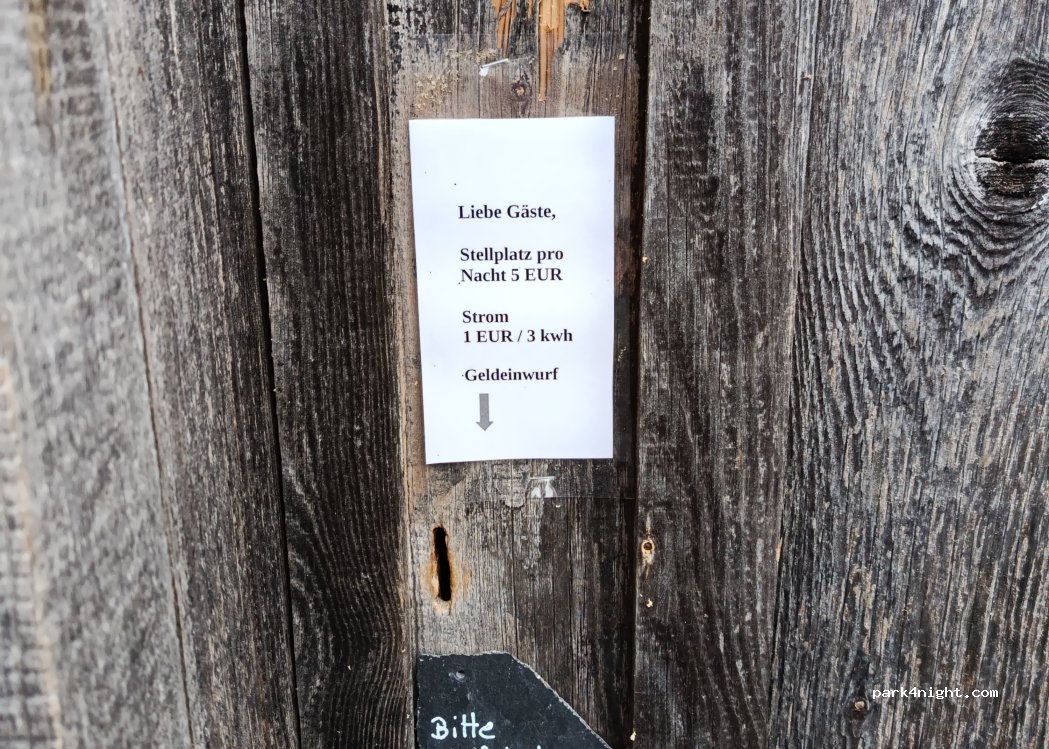 Liebe Gäste,
Stellplatz pro
Nacht 5 EUR
Strom
1 EUR / 3 kwh
Geldeinwurf
Bitte
park4night.com